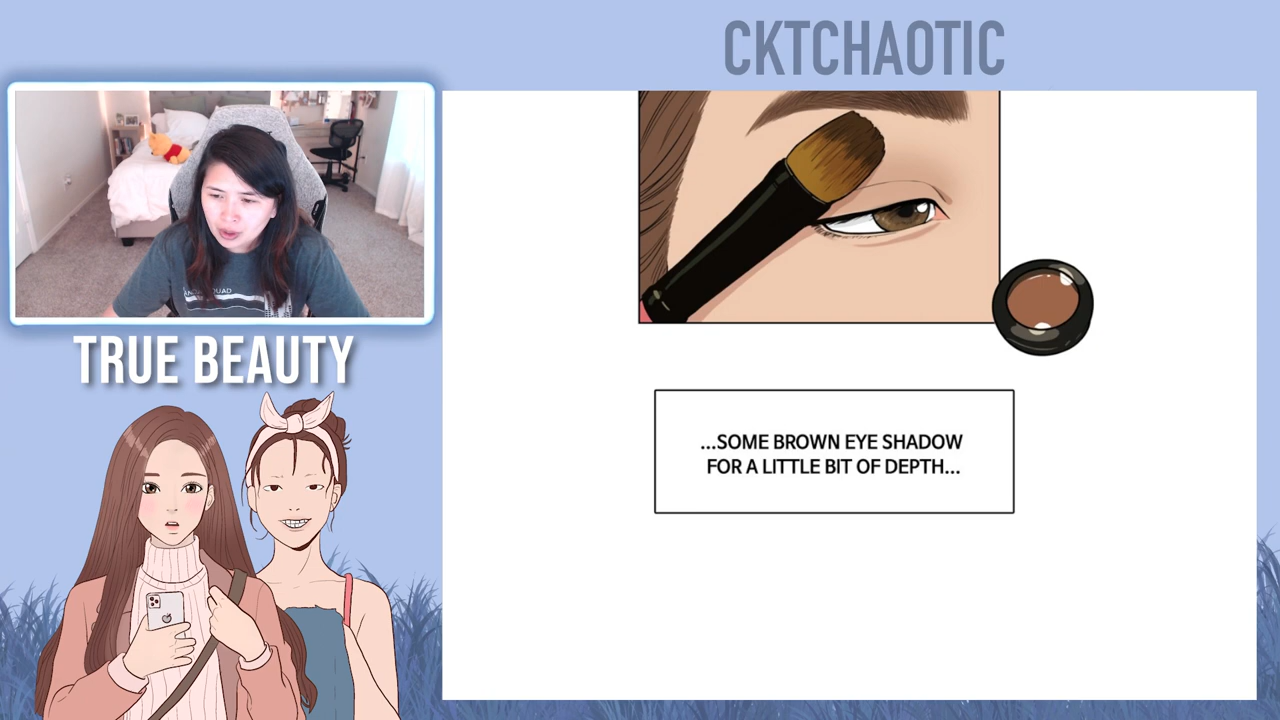 CKTCHAOTIC
TRUE BEAUTY
...SOME BROWN EYE SHADOW
FOR A LITTLE BIT OF DEPTH...